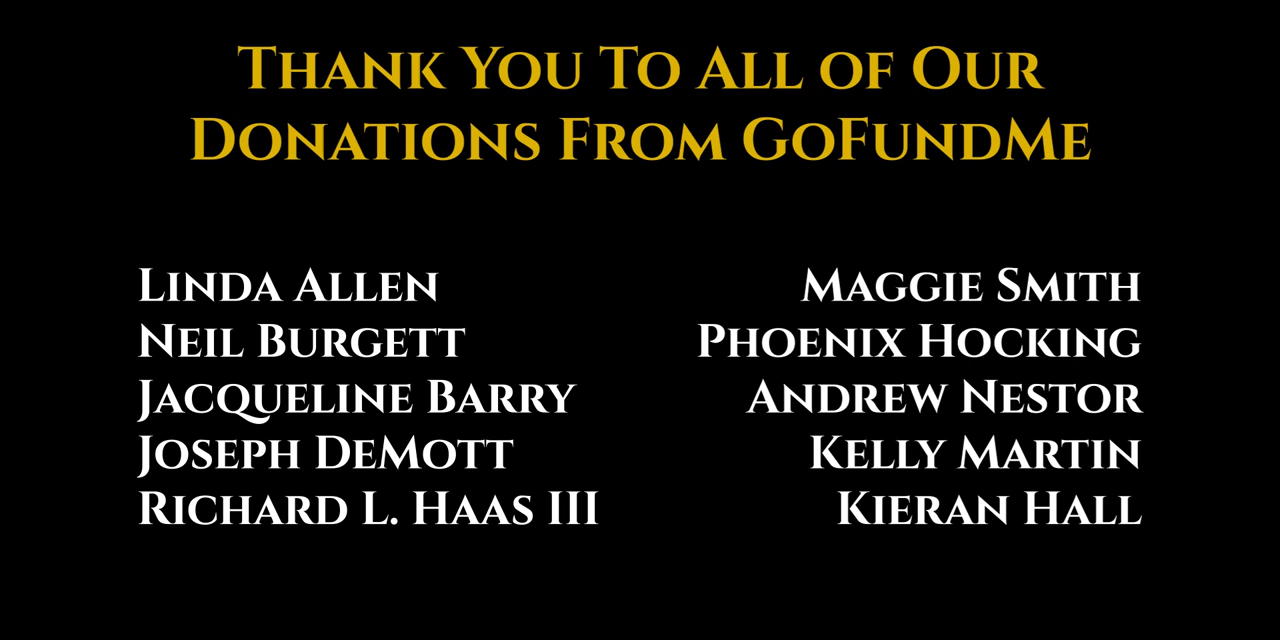 Thank You To All of Our
Donations From GoFundMe
Linda Allen
Neil Burgett
Jacqueline Barry
Joseph DeMott
Richard L. Haas III
Maggie Smith
Phoenix Hocking
Andrew Nestor
Kelly Martin
Kieran Hall